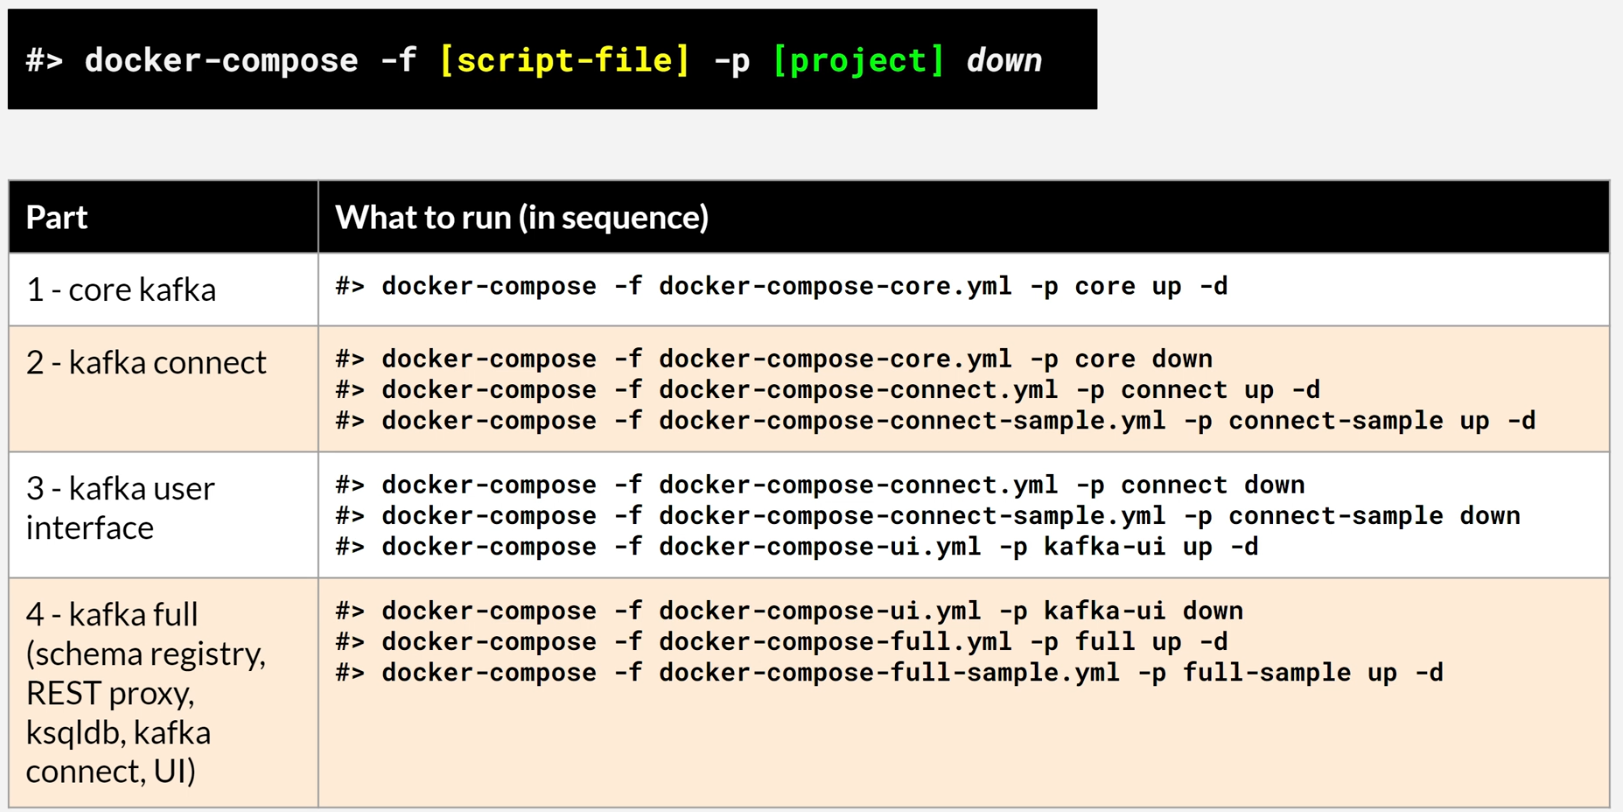 #> docker-compose -f [script-file] -p [project] down
Part
What to run (in sequence)
1 - core kafka
#> docker-compose -f docker-compose-core.yml -p core up -d
2 - kafka connect
#> docker-compose -f docker-compose-core.yml -p core down
#> docker-compose -f docker-compose-connect.yml -p connect up -d
#> docker-compose -f docker-compose-connect-sample.yml -p connect-sample up -d
3 - kafka user
interface
#> docker-compose -f docker-compose-connect.yml -p connect down
#> docker-compose -f docker-compose-connect-sample.yml -p connect-sample down
#> docker-compose -f docker-compose-ui.yml -p kafka-ui up -d
4 - kafka full
(schema registry,
REST proxy,
ksqldb, kafka
connect, UI)
#> docker-compose -f docker-compose-ui.yml -p kafka-ui down
#> docker-compose -f docker-compose-full.yml -p full up -d
#> docker-compose -f docker-compose-full-sample.yml -p full-sample up -d